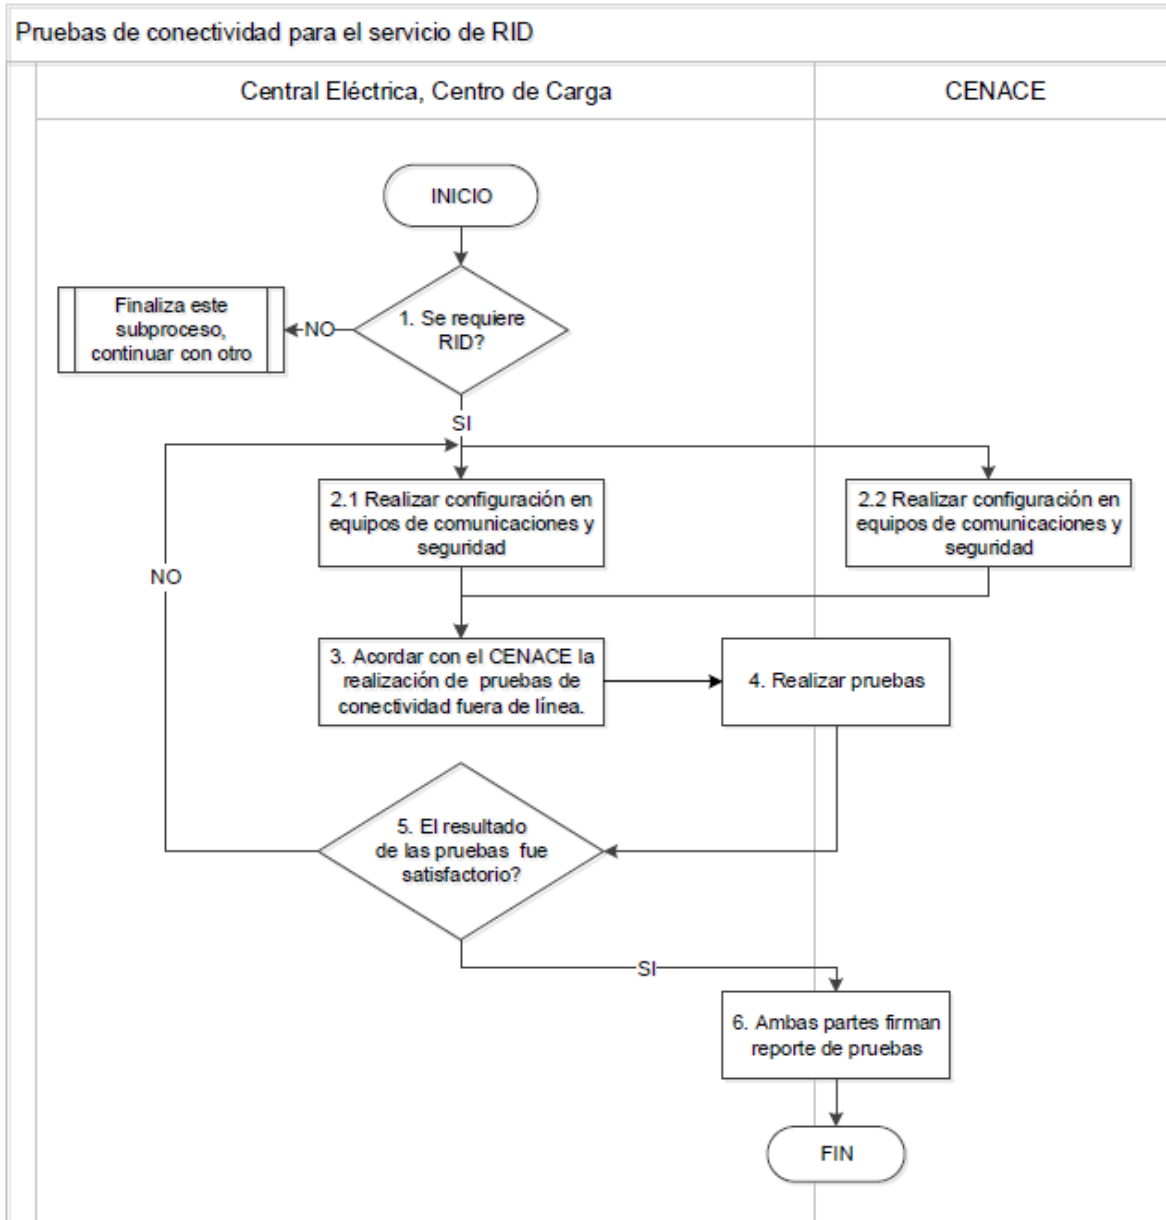 Pruebas de conectividad para el servicio de RID
Central Eléctrica, Centro de Carga
CENACE
INICIO
1. Se requiere
RID?
NO
Finaliza este
subproceso,
continuar con otro
SI
2.1 Realizar configuración en
equipos de comunicaciones y
seguridad
2.2 Realizar configuración en
equipos de comunicaciones y
seguridad
NO
3. Acordar con el CENACE la
realización de pruebas de
conectividad fuera de línea.
4. Realizar pruebas
5. El resultado
de las pruebas fue
satisfactorio?
SI
6. Ambas partes firman
reporte de pruebas
FIN